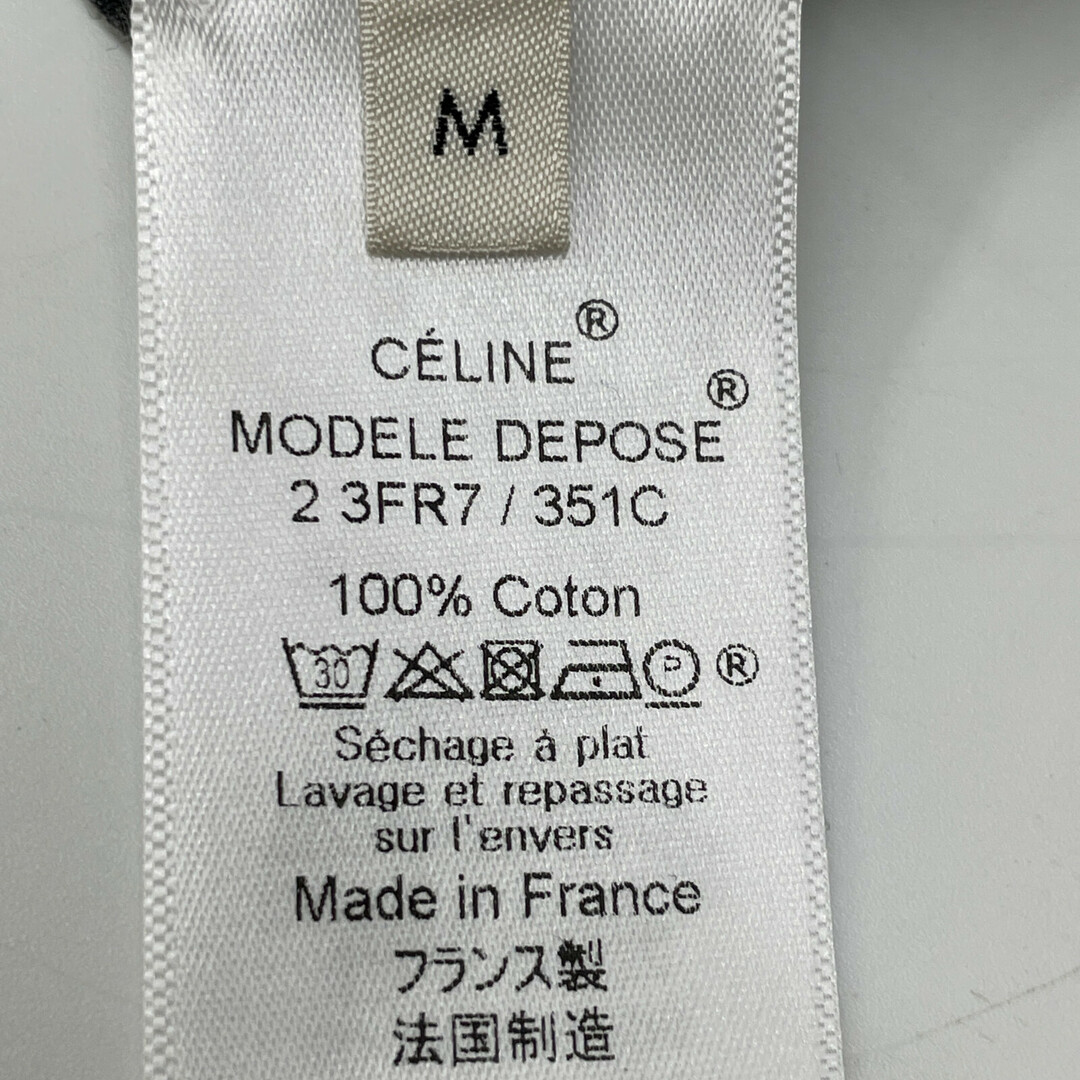 M
CÉLINE®
MODELE DEPOSE®
2 3FR7 / 351C
100% Coton
30 P ®
Séchage à plat
Lavage et repassage
sur l'envers
Made in France
フランス製
法国制造